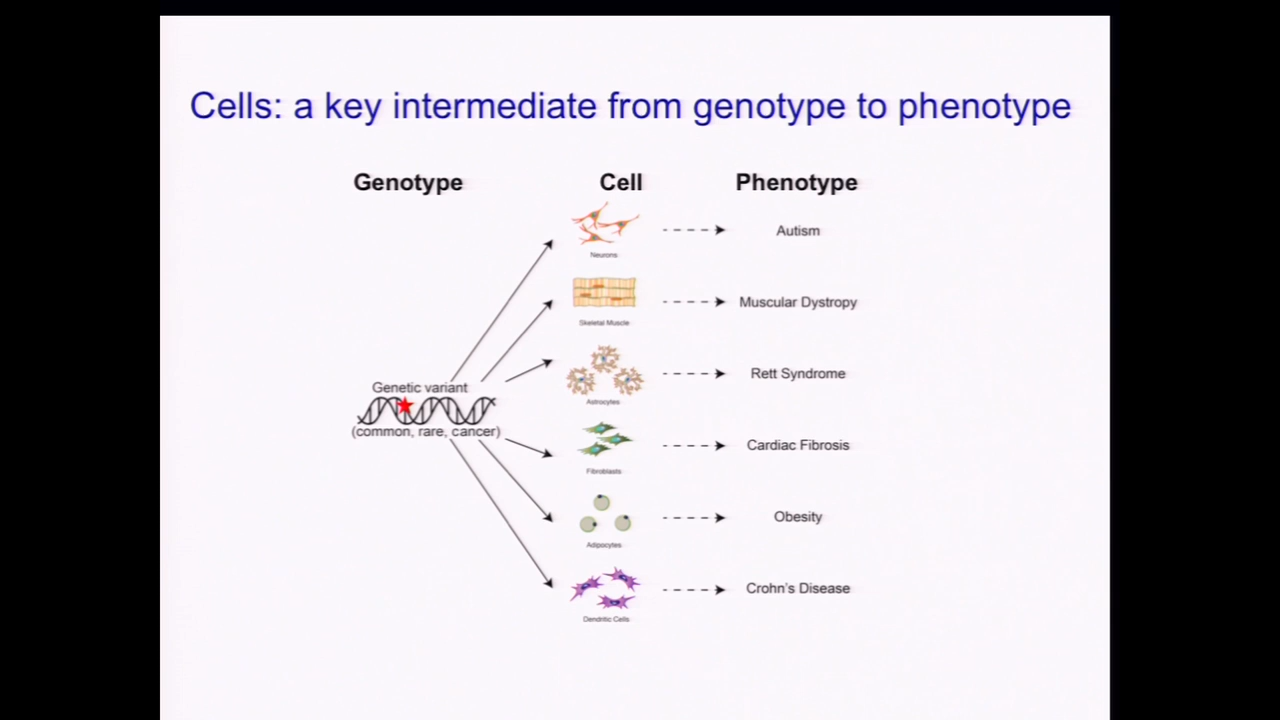 Cells: a key intermediate from genotype to phenotype
Genotype
Cell
Phenotype
Neurons
Autism
Skeletal Muscle
Muscular Dystropy
Astrocytes
Rett Syndrome
Genetic variant
(common, rare, cancer)
Fibroblasts
Cardiac Fibrosis
Adipocytes
Obesity
Dendritic Cells
Crohn's Disease